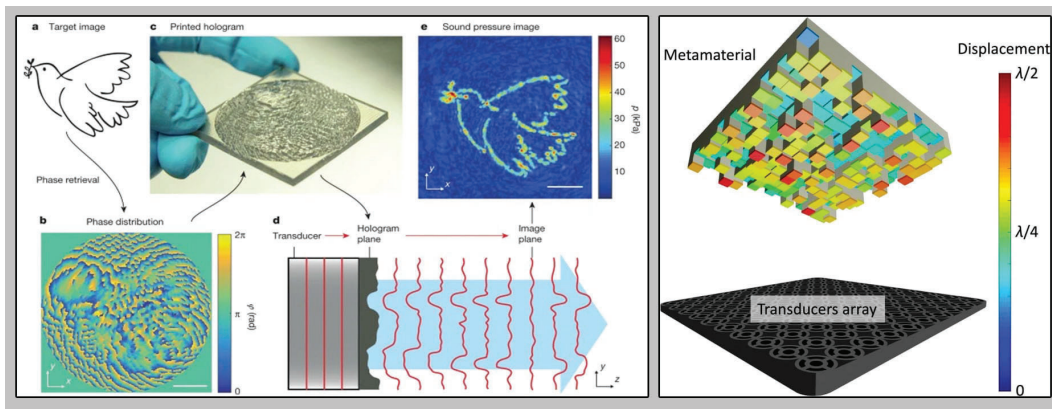 a Target image
c Printed hologram
e Sound pressure image
60
50
40
30
20
10
p (kPa)
y
x
Phase retrieval
b Phase distribution
2π
π
0
φ (rad)
y
x
d
Transducer
Hologram
plane
Image
plane
y
z
Metamaterial
Displacement
λ/2
λ/4
0
Transducers array